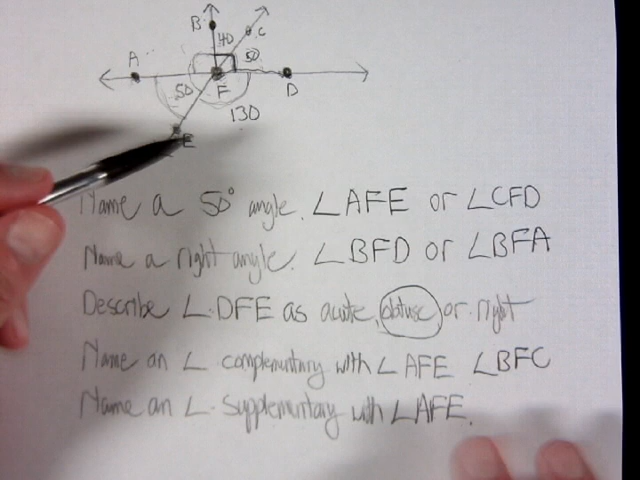 B
40
C
A
50
50
F
D
130
E
Name a 50° angle. ∠AFE or ∠CFD
Name a right angle. ∠BFD or ∠BFA
Describe ∠DFE as acute, obtuse or right
Name an ∠ complementary with ∠AFE ∠BFC
Name an ∠ supplementary with ∠AFE.